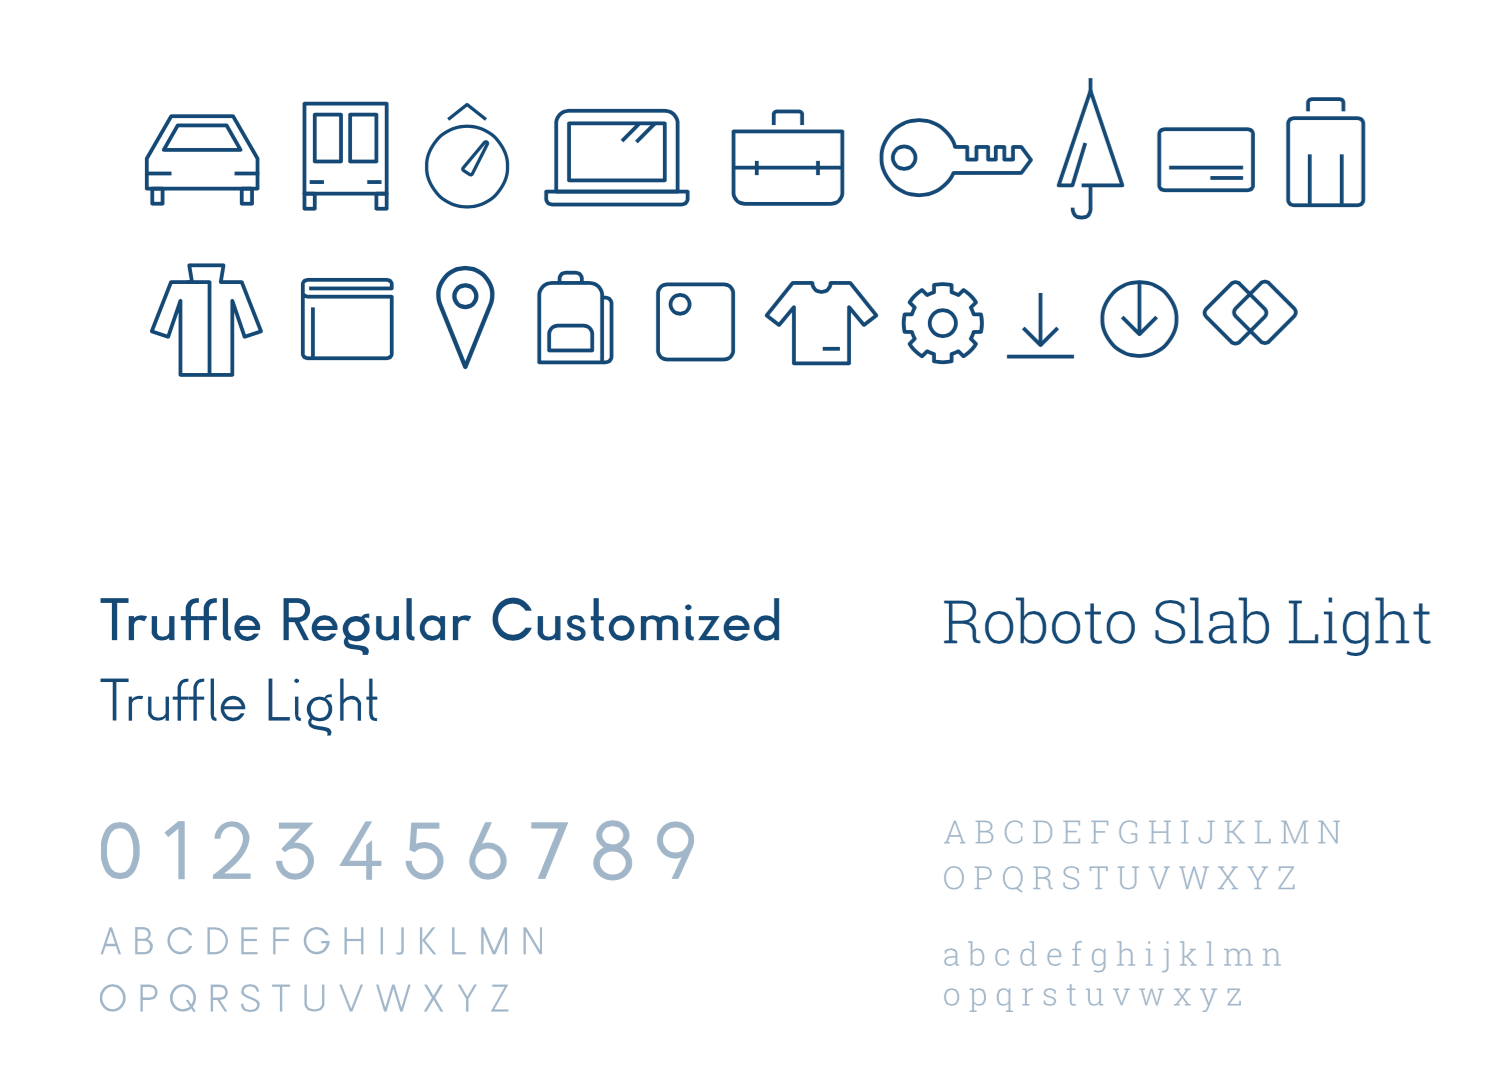 Truffle Regular Customized
Truffle Light
0 1 2 3 4 5 6 7 8 9
A B C D E F G H I J K L M N
O P Q R S T U V W X Y Z
Roboto Slab Light
A B C D E F G H I J K L M N
O P Q R S T U V W X Y Z
a b c d e f g h i j k l m n
o p q r s t u v w x y z